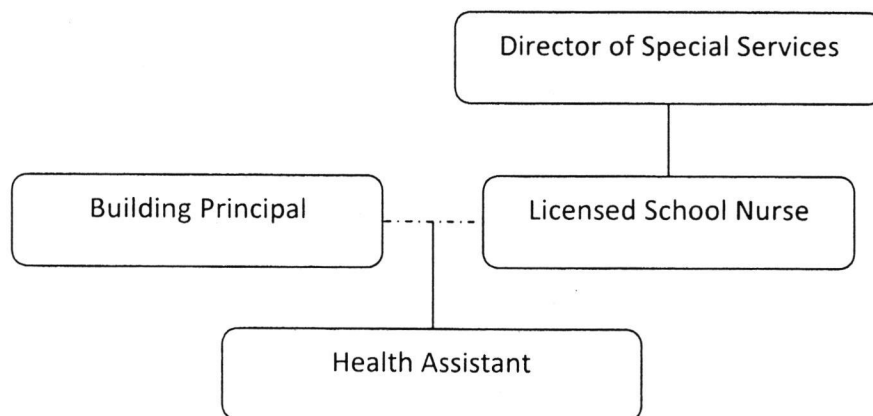 Director of Special Services
Building Principal
Licensed School Nurse
Health Assistant